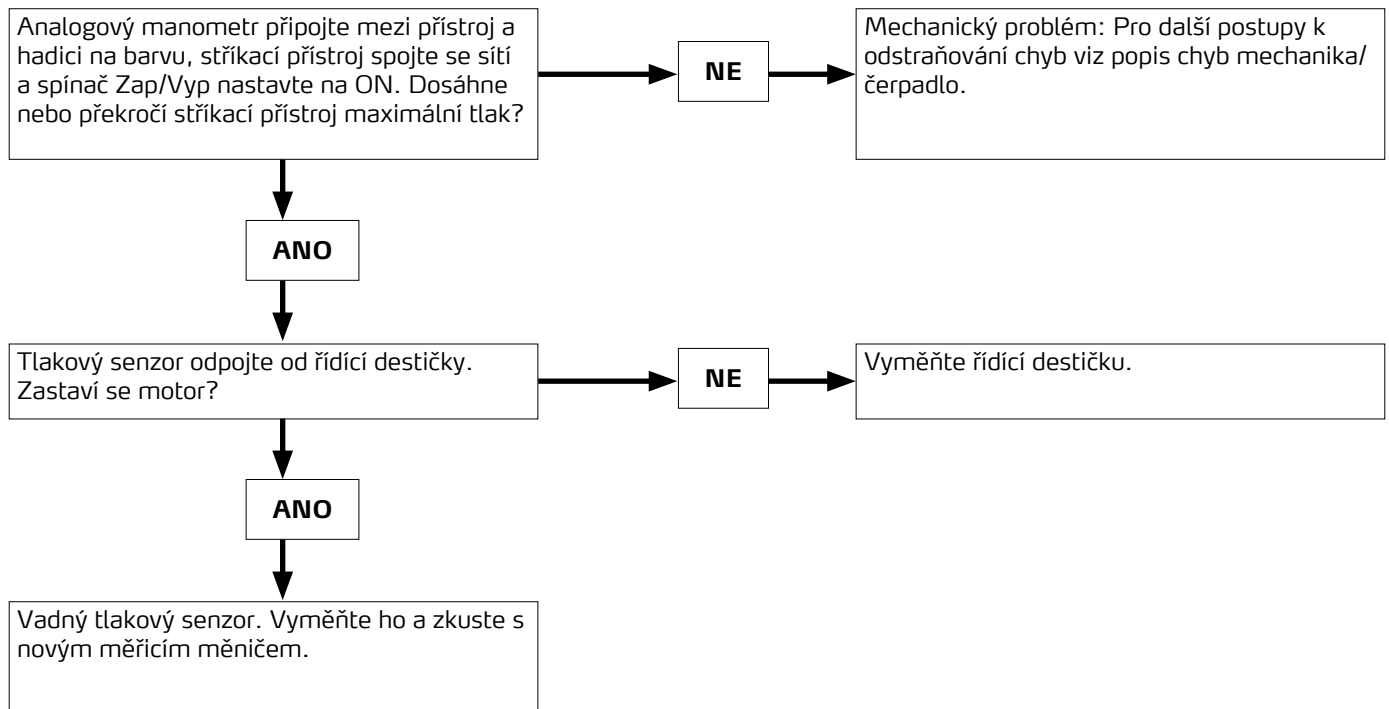 Analogový manometr připojte mezi přístroj a
hadici na barvu, stříkací přístroj spojte se sítí
a spínač Zap/Vyp nastavte na ON. Dosáhne
nebo překročí stříkací přístroj maximální tlak?
NE
Mechanický problém: Pro další postupy k
odstraňování chyb viz popis chyb mechanika/
čerpadlo.
ANO
Tlakový senzor odpojte od řídící destičky.
Zastaví se motor?
NE
Vyměňte řídící destičku.
ANO
Vadný tlakový senzor. Vyměňte ho a zkuste s
novým měřicím měničem.